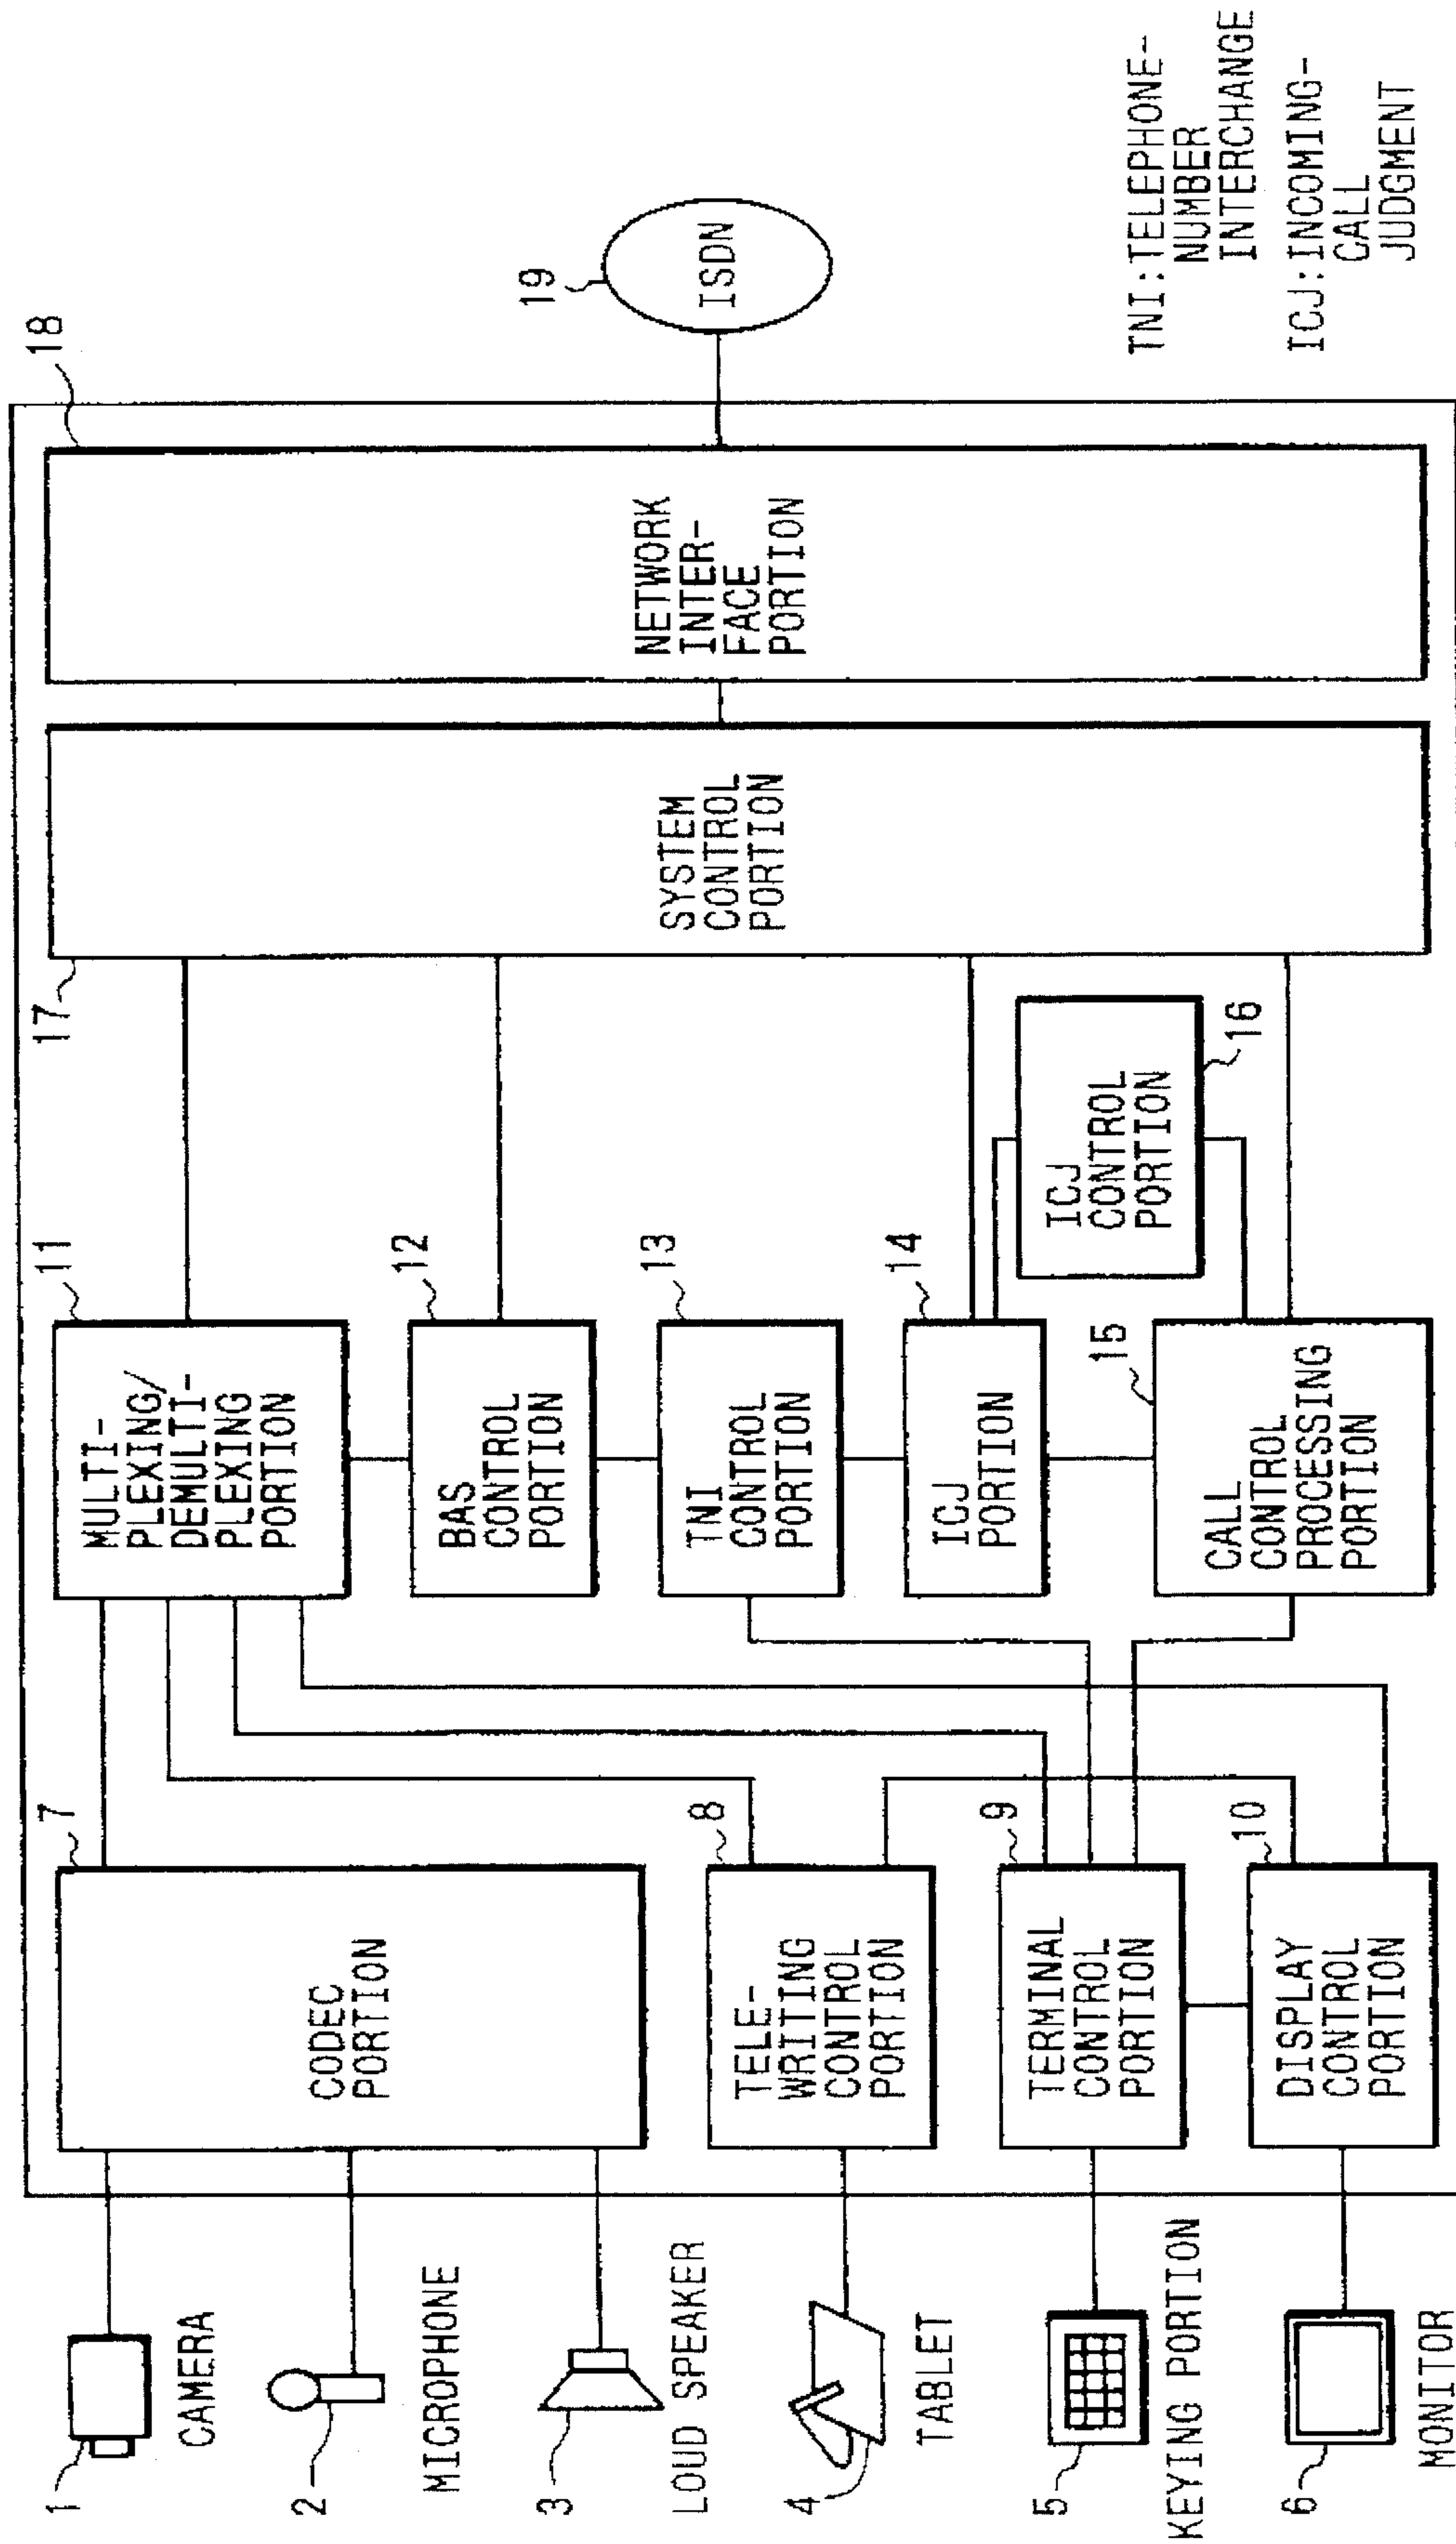 1
CAMERA
2
MICROPHONE
3
LOUD SPEAKER
4
TABLET
5
KEYING PORTION
6
MONITOR
7
CODEC
PORTION
8
TELE-
WRITING
CONTROL
PORTION
9
TERMINAL
CONTROL
PORTION
10
DISPLAY
CONTROL
PORTION
11
MULTI-
PLEXING/
DEMULTI-
PLEXING
PORTION
12
BAS
CONTROL
PORTION
13
TNI
CONTROL
PORTION
14
ICJ
PORTION
15
CALL
CONTROL
PROCESSING
PORTION
16
ICJ
CONTROL
PORTION
17
SYSTEM
CONTROL
PORTION
18
NETWORK
INTER-
FACE
PORTION
19
ISDN
TNI:TELEPHONE-
NUMBER
INTERCHANGE
ICJ:INCOMING-
CALL
JUDGMENT